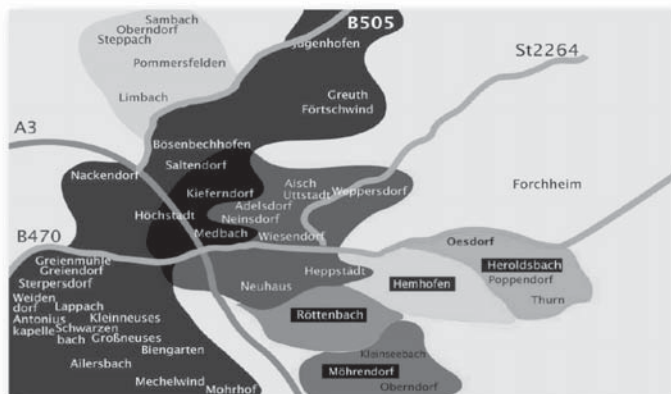 Sambach
Oberndorf
Steppach
Pommersfelden
Limbach
B505
Jugenhofen
Greuth
Förtschwind
St2264
A3
Bösenbechhofen
Saltendorf
Nackendorf
Kieferndorf
Aisch
Uttstadt
Weppersdorf
Forchheim
Höchstadt
Adelsdorf
Neinsdorf
Medbach
Wiesendorf
B470
Oesdorf
Greienmühle
Greiendorf
Sterpersdorf
Heppstädt
Heroldsbach
Poppendorf
Neuhaus
Hemhofen
Thurn
Weiden
dorf
Lappach
Antonius
kapelle
Kleinneuses
Schwarzen
bach
Großneuses
Röttenbach
Biengarten
Ailersbach
Kleinseebach
Möhrendorf
Oberndorf
Mechelwind
Mohrhof